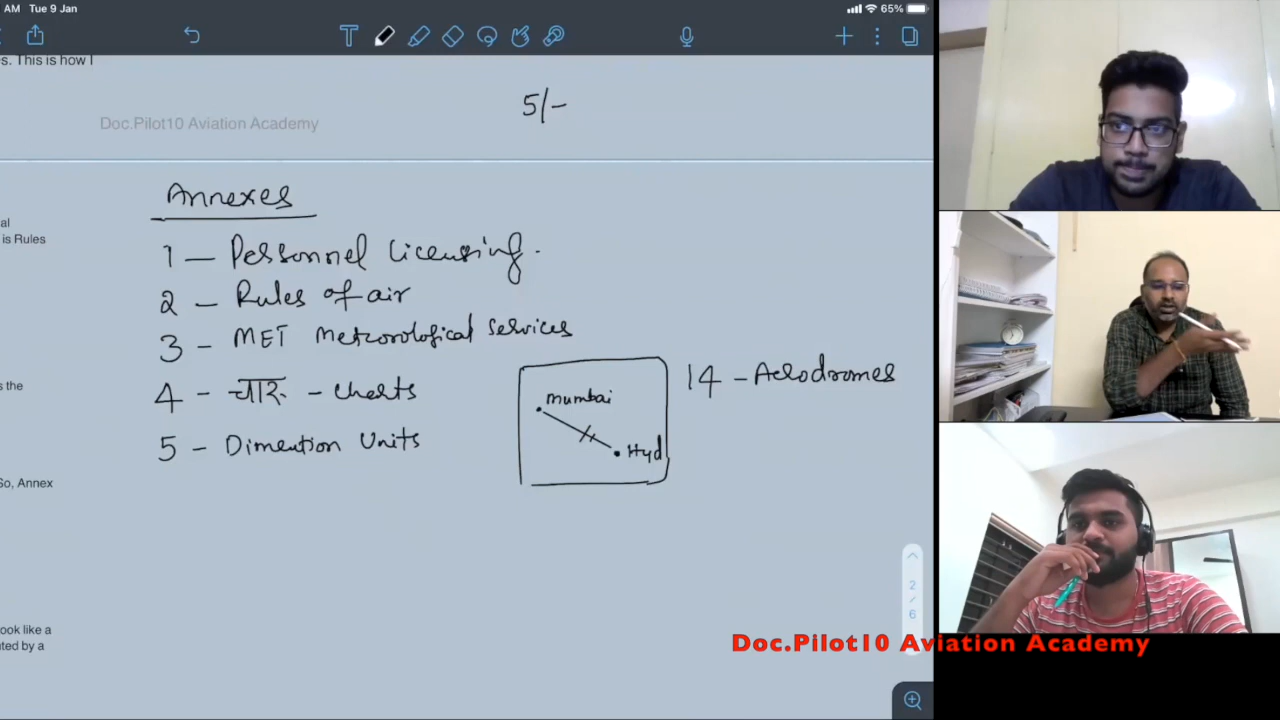 AM Tue 9 Jan
65%
s. This is how I
5/-
Doc.Pilot10 Aviation Academy
Annexes
al
is Rules
1 — Personnel Licensing.
2 - Rules of air
3 - MET Meteorological Services
s the
14 - Aerodromes
4 - चार - Charts
Mumbai
5 - Dimention Units
Hyd
So, Annex
2
/
6
ook like a
ted by a
Doc.Pilot10 Aviation Academy